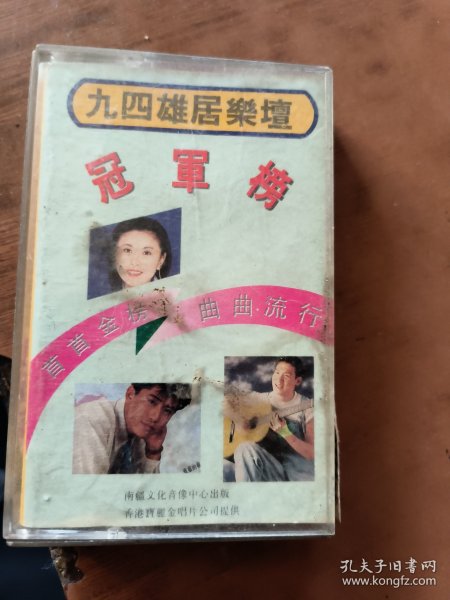 九四雄居樂壇
冠軍榜
首首金榜 曲曲流行
南疆文化音像中心出版
香港寶麗金唱片公司提供
孔夫子旧书网
www.kongfz.com